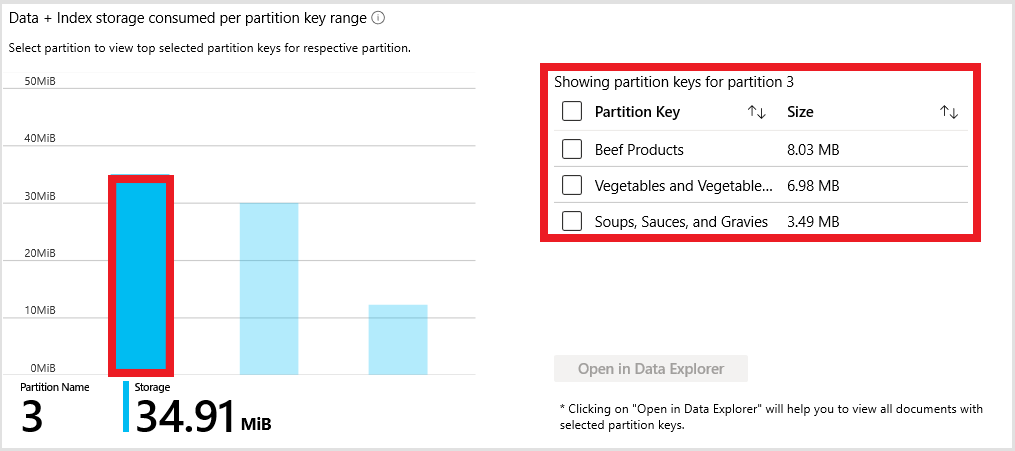 Data + Index storage consumed per partition key range
Select partition to view top selected partition keys for respective partition.
50MiB
40MiB
30MiB
20MiB
10MiB
0MiB
Partition Name
3
Storage
34.91 MiB
Showing partition keys for partition 3
Partition Key ↑↓ Size ↑↓
Beef Products 8.03 MB
Vegetables and Vegetable... 6.98 MB
Soups, Sauces, and Gravies 3.49 MB
Open in Data Explorer
* Clicking on "Open in Data Explorer" will help you to view all documents with
selected partition keys.